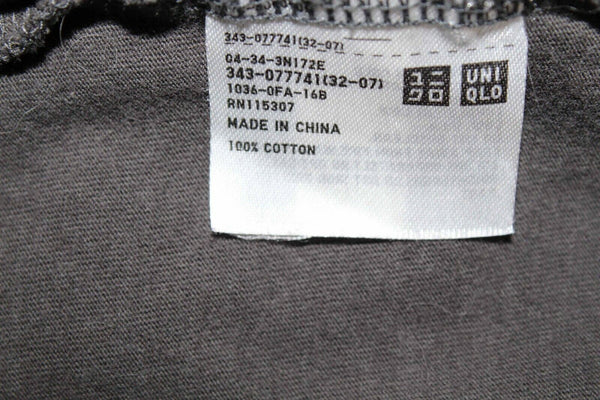 343-077741(32-07)
04-34-3N172E
343-077741(32-07)
1036-0FA-16B
RN115307
MADE IN CHINA
100% COTTON
ユニ
クロ
UNI
QLO